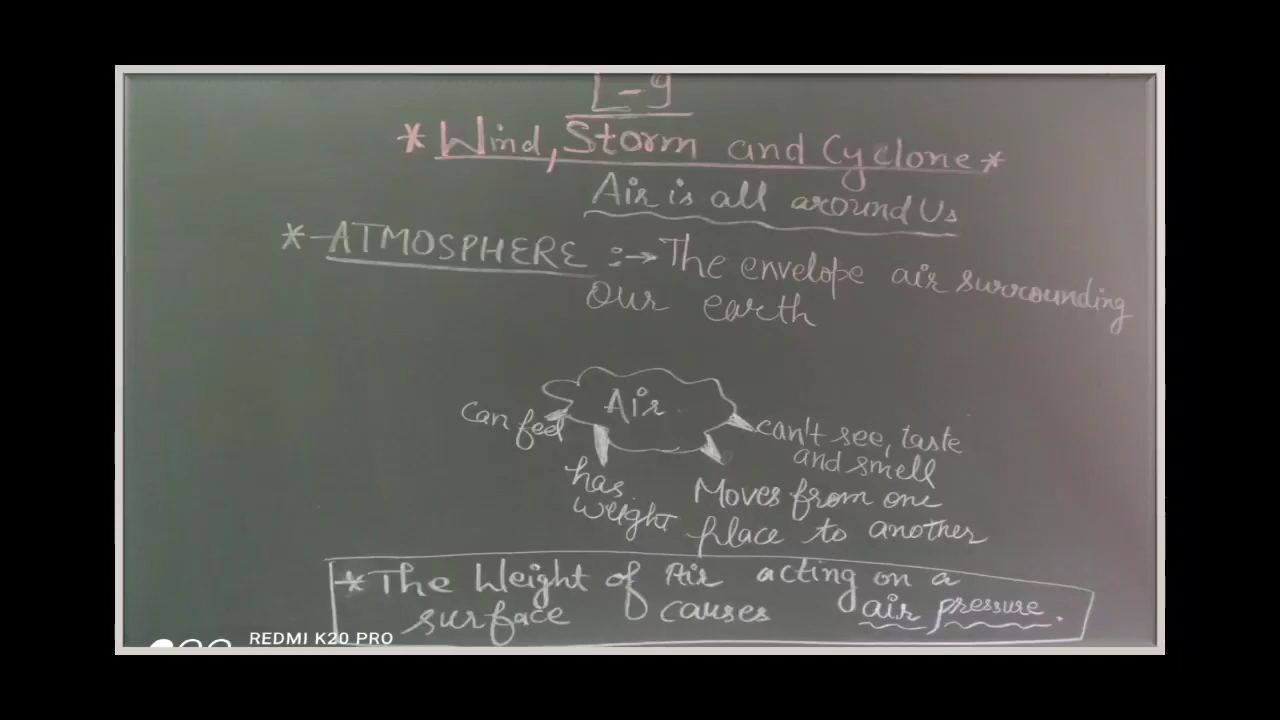 L-9
* Wind, Storm and Cyclone *
Air is all around Us
* ATMOSPHERE :→ The envelope air surrounding
our earth
Air
can feel
can't see, taste
and smell
has
weight
Moves from one
place to another
* The Weight of Air acting on a
surface causes air pressure.
REDMI K20 PRO